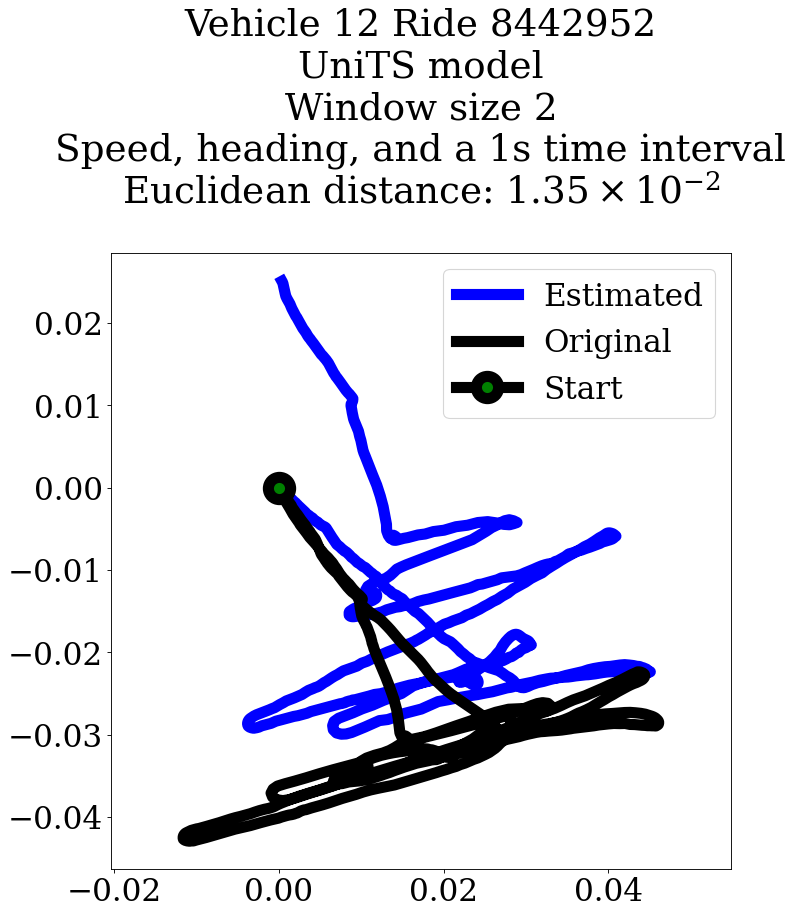 Vehicle 12 Ride 8442952
UniTS model
Window size 2
Speed, heading, and a 1s time interval
Euclidean distance: 1.35 × 10⁻²
Estimated
Original
Start
0.02
0.01
0.00
−0.01
−0.02
−0.03
−0.04
−0.02
0.00
0.02
0.04